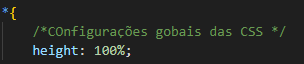 *{
/*COnfigurações gobais das CSS */
height: 100%;